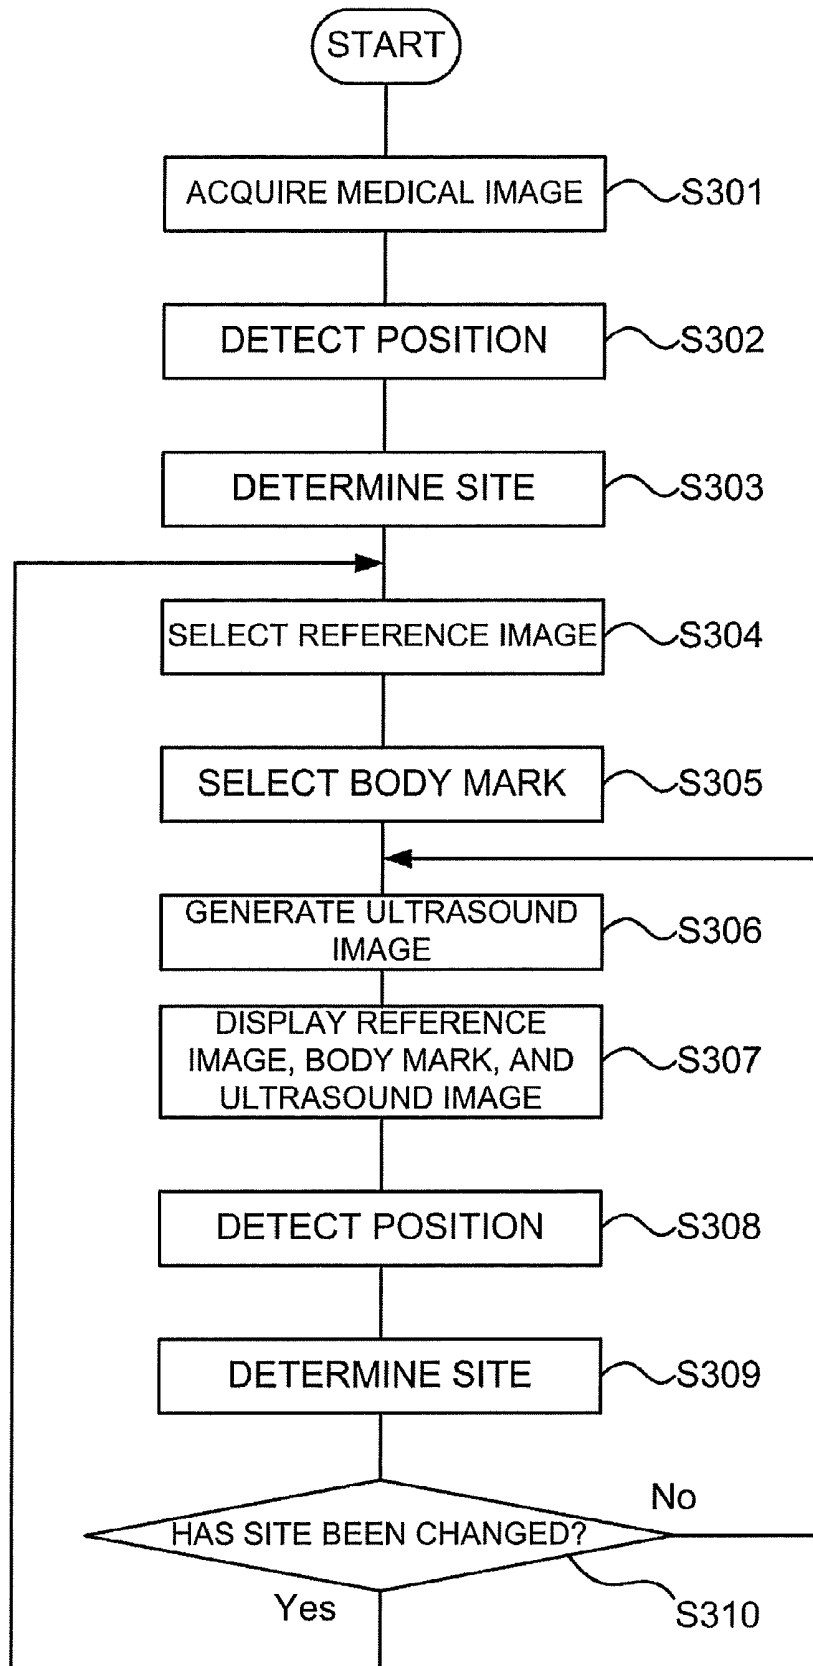 START
ACQUIRE MEDICAL IMAGE
S301
DETECT POSITION
S302
DETERMINE SITE
S303
SELECT REFERENCE IMAGE
S304
SELECT BODY MARK
S305
GENERATE ULTRASOUND
IMAGE
S306
DISPLAY REFERENCE
IMAGE, BODY MARK, AND
ULTRASOUND IMAGE
S307
DETECT POSITION
S308
DETERMINE SITE
S309
HAS SITE BEEN CHANGED?
No
Yes
S310